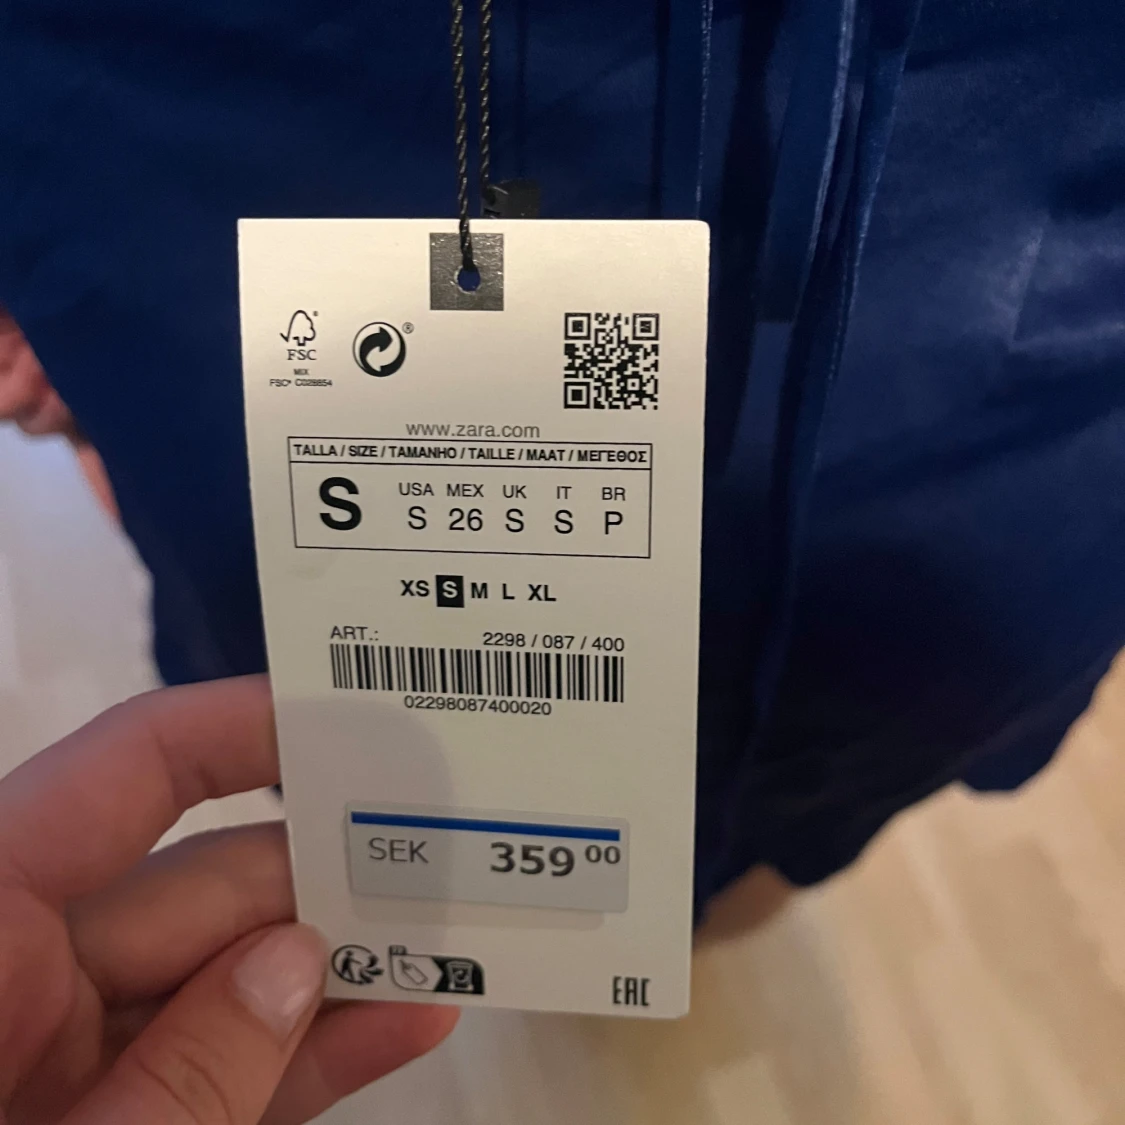 FSC
MIX
FSC® C028854
®
www.zara.com
TALLA / SIZE / TAMANHO / TAILLE / MAAT / ΜΕΓΕΘΟΣ
S
USA MEX UK IT BR
S 26 S S P
XS S M L XL
ART.: 2298 / 087 / 400
02298087400020
SEK 359 00
EAC